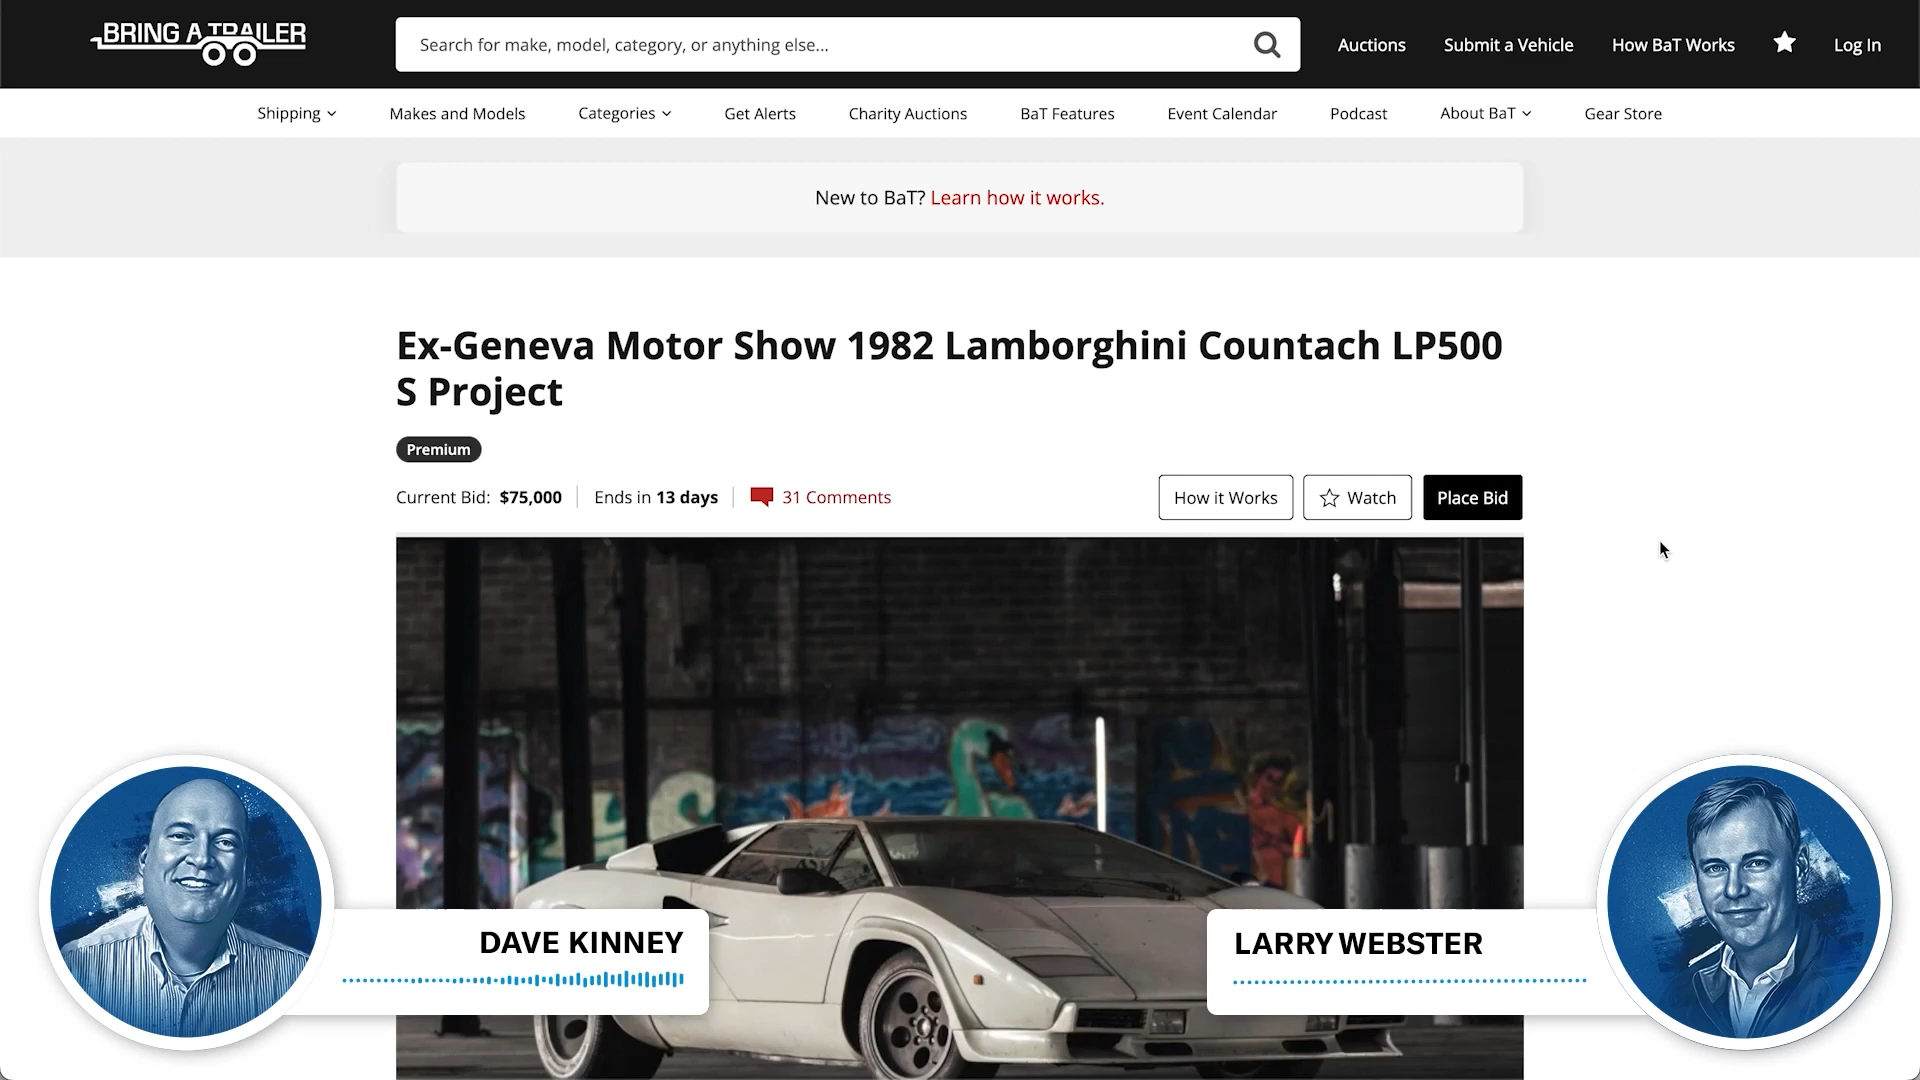 BRING A TRAILER
Search for make, model, category, or anything else...
Auctions
Submit a Vehicle
How BaT Works
Log In
Shipping
Makes and Models
Categories
Get Alerts
Charity Auctions
BaT Features
Event Calendar
Podcast
About BaT
Gear Store
New to BaT? Learn how it works.
Ex-Geneva Motor Show 1982 Lamborghini Countach LP500
S Project
Premium
Current Bid: $75,000
Ends in 13 days
31 Comments
How it Works
Watch
Place Bid
DAVE KINNEY
LARRY WEBSTER